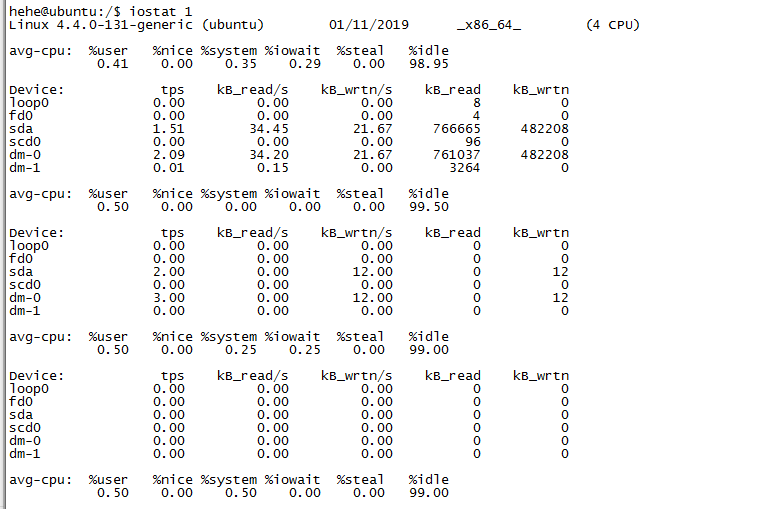 hehe@ubuntu:/$ iostat 1
Linux 4.4.0-131-generic (ubuntu) 01/11/2019 _x86_64_ (4 CPU)
avg-cpu: %user %nice %system %iowait %steal %idle
0.41 0.00 0.35 0.29 0.00 98.95
Device: tps kB_read/s kB_wrtn/s kB_read kB_wrtn
loop0 0.00 0.00 0.00 8 0
fd0 0.00 0.00 0.00 4 0
sda 1.51 34.45 21.67 766665 482208
scd0 0.00 0.00 0.00 96 0
dm-0 2.09 34.20 21.67 761037 482208
dm-1 0.01 0.15 0.00 3264 0
avg-cpu: %user %nice %system %iowait %steal %idle
0.50 0.00 0.00 0.00 0.00 99.50
Device: tps kB_read/s kB_wrtn/s kB_read kB_wrtn
loop0 0.00 0.00 0.00 0 0
fd0 0.00 0.00 0.00 0 0
sda 2.00 0.00 12.00 0 12
scd0 0.00 0.00 0.00 0 0
dm-0 3.00 0.00 12.00 0 12
dm-1 0.00 0.00 0.00 0 0
avg-cpu: %user %nice %system %iowait %steal %idle
0.50 0.00 0.25 0.25 0.00 99.00
Device: tps kB_read/s kB_wrtn/s kB_read kB_wrtn
loop0 0.00 0.00 0.00 0 0
fd0 0.00 0.00 0.00 0 0
sda 0.00 0.00 0.00 0 0
scd0 0.00 0.00 0.00 0 0
dm-0 0.00 0.00 0.00 0 0
dm-1 0.00 0.00 0.00 0 0
avg-cpu: %user %nice %system %iowait %steal %idle
0.50 0.00 0.50 0.00 0.00 99.00